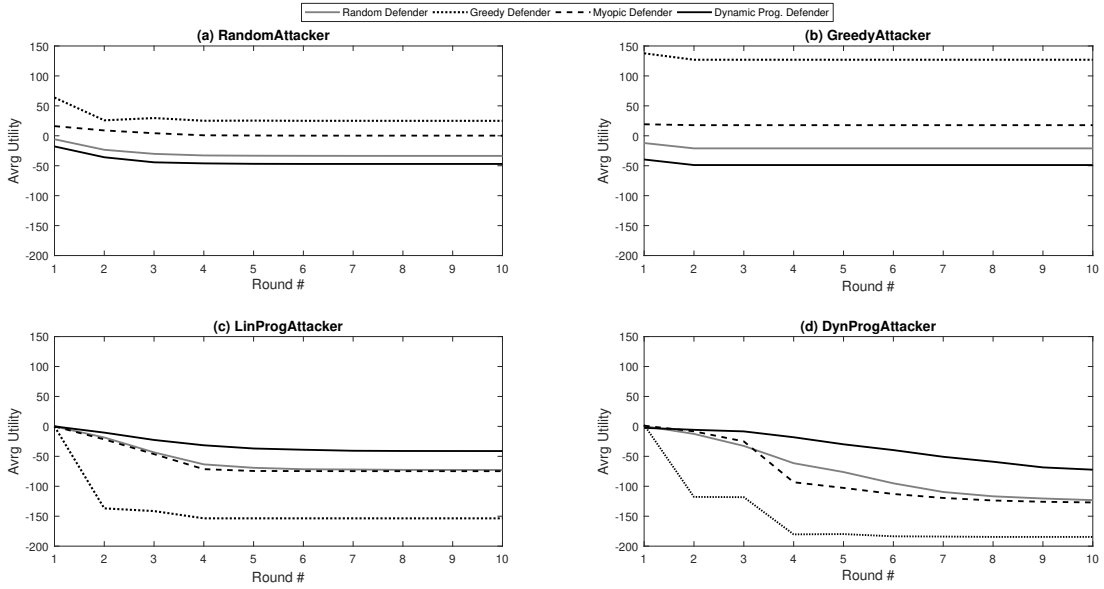 Random Defender Greedy Defender Myopic Defender Dynamic Prog. Defender
(a) RandomAttacker
150
100
50
0
-50
-100
-150
-200
Avrg Utility
1 2 3 4 5 6 7 8 9 10
Round #
(b) GreedyAttacker
150
100
50
0
-50
-100
-150
-200
Avrg Utility
1 2 3 4 5 6 7 8 9 10
Round #
(c) LinProgAttacker
150
100
50
0
-50
-100
-150
-200
Avrg Utility
1 2 3 4 5 6 7 8 9 10
Round #
(d) DynProgAttacker
150
100
50
0
-50
-100
-150
-200
Avrg Utility
1 2 3 4 5 6 7 8 9 10
Round #